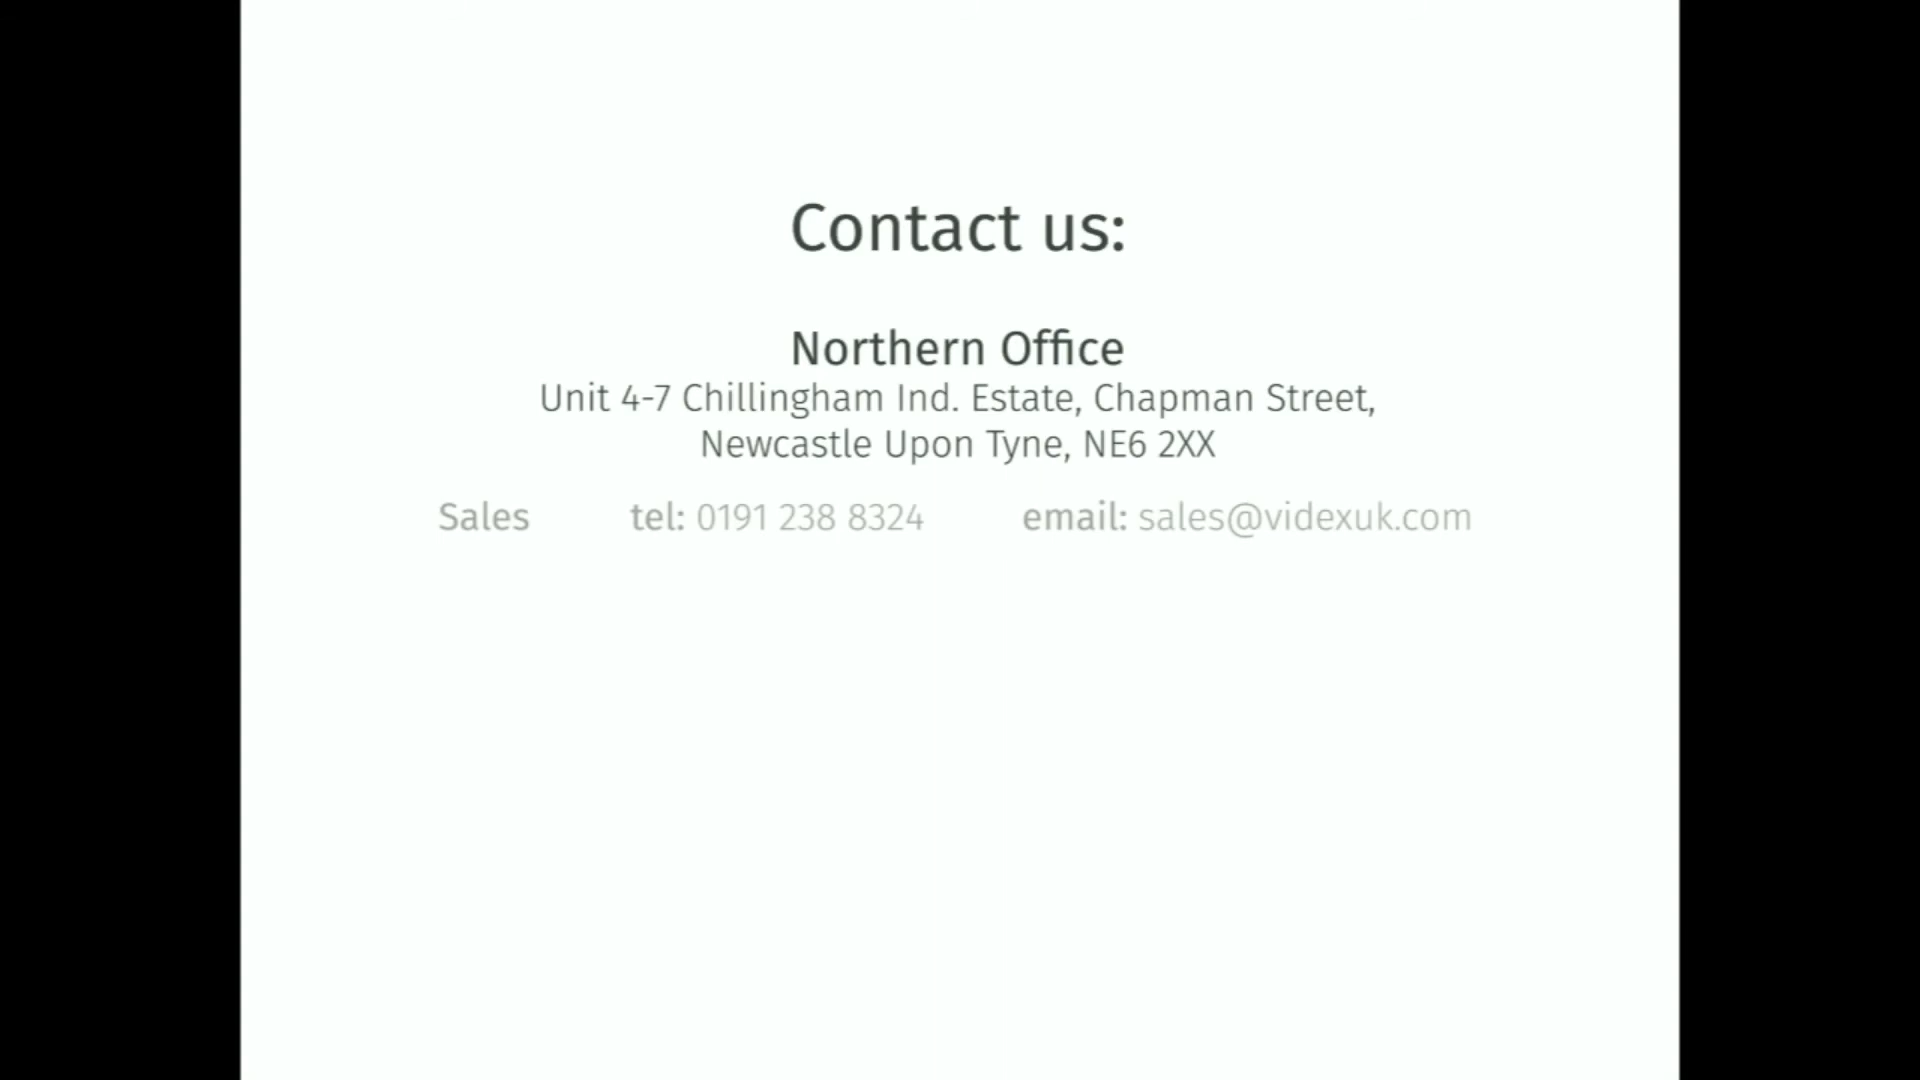 Contact us:
Northern Office
Unit 4-7 Chillingham Ind. Estate, Chapman Street,
Newcastle Upon Tyne, NE6 2XX
Sales tel: 0191 238 8324 email: sales@videxuk.com